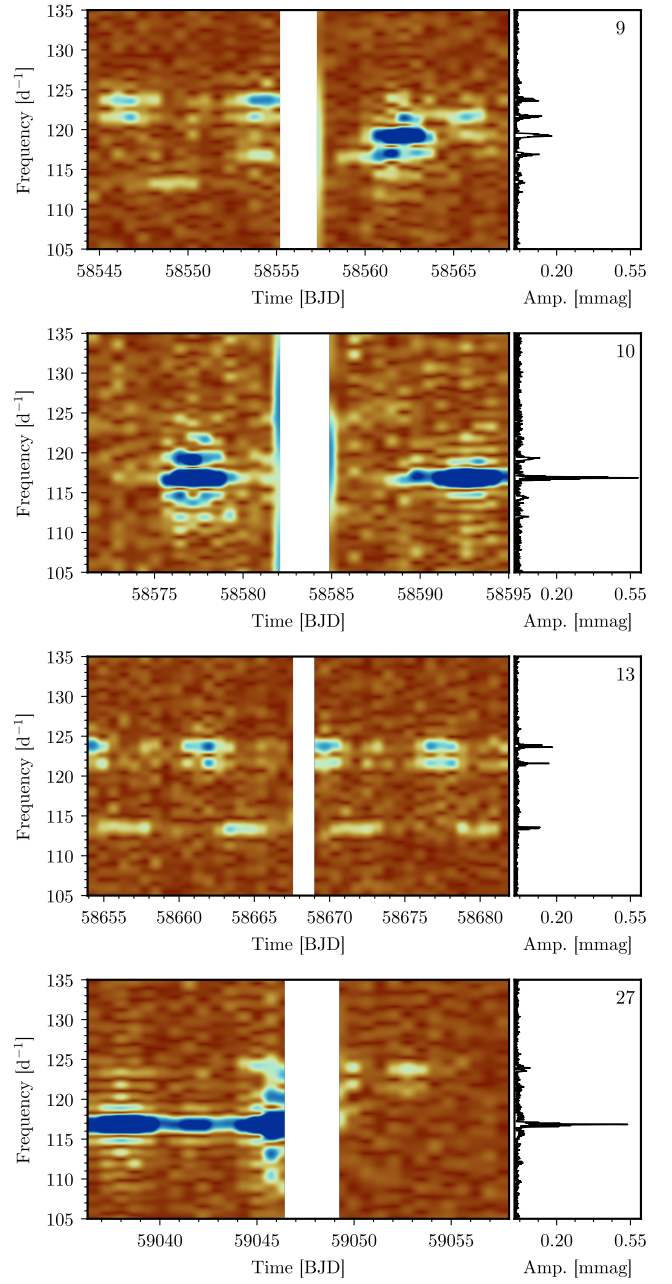 135
130
125
120
115
110
105
Frequency [d⁻¹]
58545 58550 58555 58560 58565
Time [BJD]
9
0.20 0.55
Amp. [mmag]
135
130
125
120
115
110
105
Frequency [d⁻¹]
58575 58580 58585 58590 58595
Time [BJD]
10
0.20 0.55
Amp. [mmag]
135
130
125
120
115
110
105
Frequency [d⁻¹]
58655 58660 58665 58670 58675 58680
Time [BJD]
13
0.20 0.55
Amp. [mmag]
135
130
125
120
115
110
105
Frequency [d⁻¹]
59040 59045 59050 59055
Time [BJD]
27
0.20 0.55
Amp. [mmag]